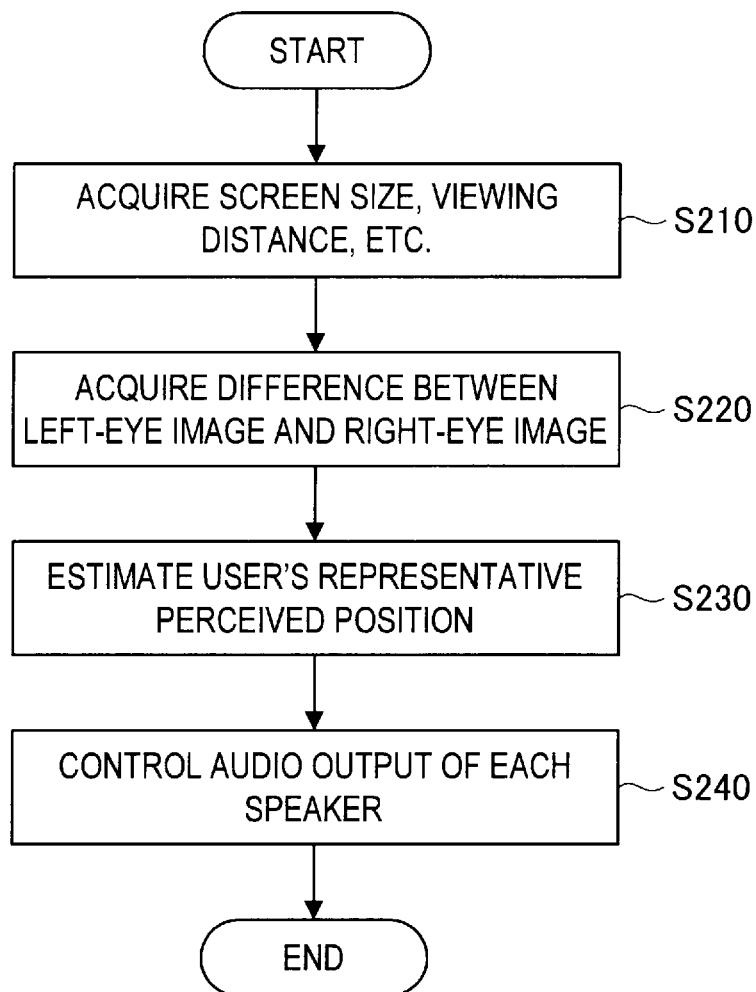 START
ACQUIRE SCREEN SIZE, VIEWING
DISTANCE, ETC.
S210
ACQUIRE DIFFERENCE BETWEEN
LEFT-EYE IMAGE AND RIGHT-EYE IMAGE
S220
ESTIMATE USER'S REPRESENTATIVE
PERCEIVED POSITION
S230
CONTROL AUDIO OUTPUT OF EACH
SPEAKER
S240
END